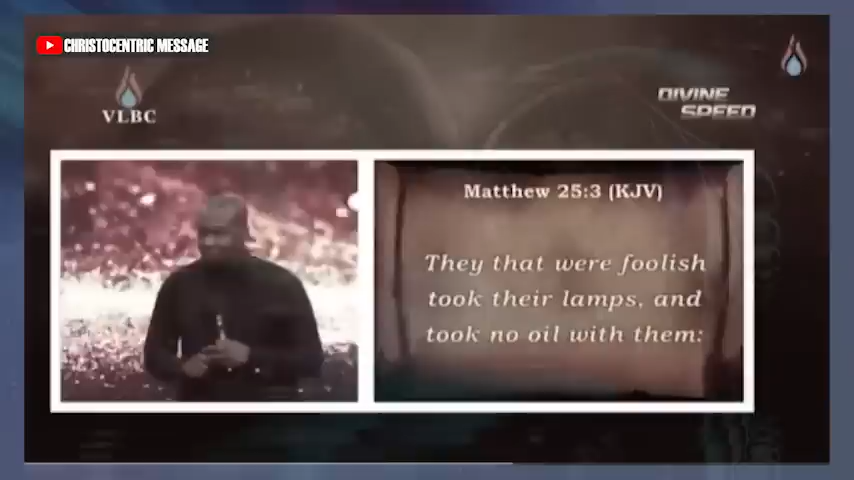 CHRISTOCENTRIC MESSAGE
VLBC
DIVINE
SPEED
Matthew 25:3 (KJV)
They that were foolish
took their lamps, and
took no oil with them: